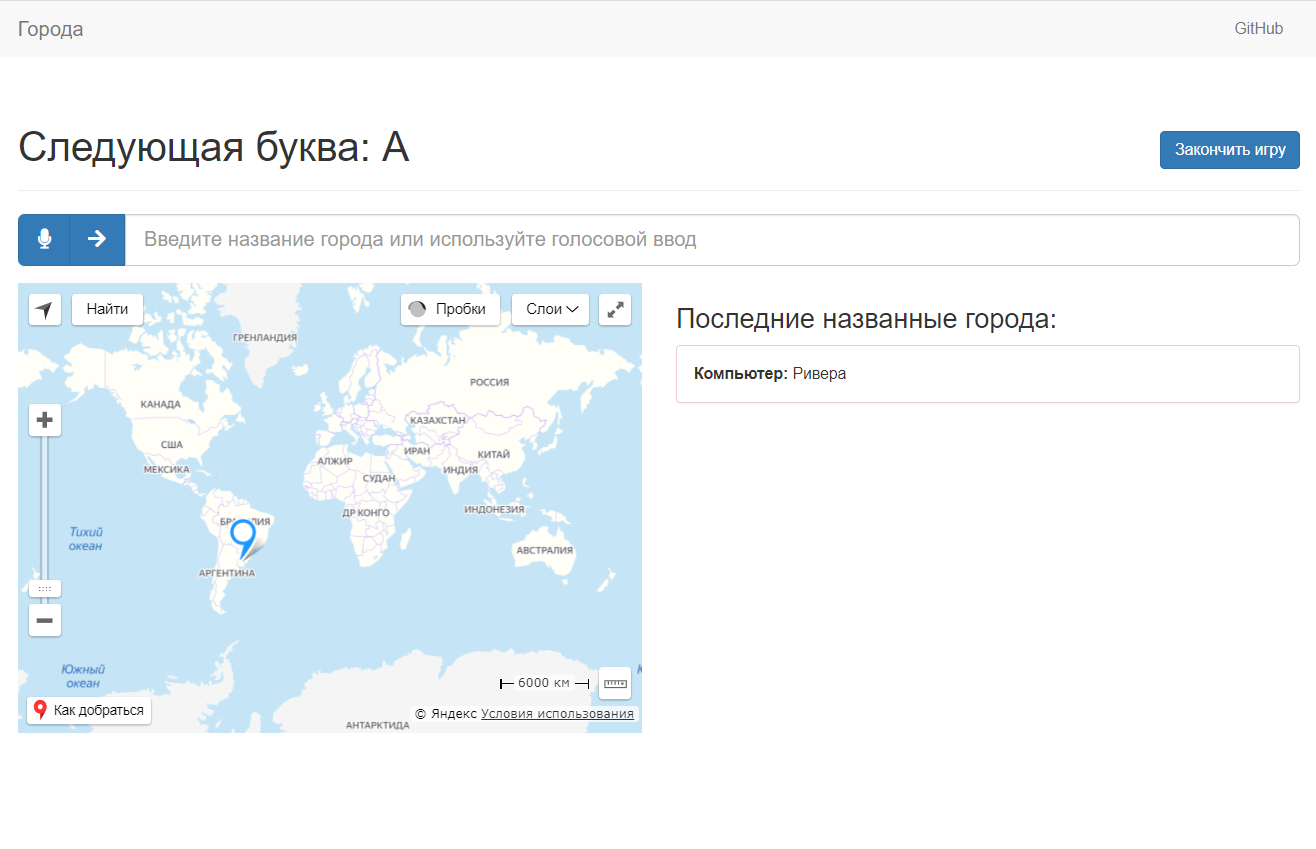 Города
GitHub
Следующая буква: А
Закончить игру
Введите название города или используйте голосовой ввод
Найти
Пробки
Слои
ГРЕНЛАНДИЯ
РОССИЯ
КАНАДА
КАЗАХСТАН
США
ИРАН
КИТАЙ
МЕКСИКА
АЛЖИР
ИНДИЯ
СУДАН
ДР КОНГО
ИНДОНЕЗИЯ
Тихий
океан
АВСТРАЛИЯ
АРГЕНТИНА
Южный
океан
6000 км
Как добраться
© Яндекс Условия использования
АНТАРКТИДА
Последние названные города:
Компьютер: Ривера